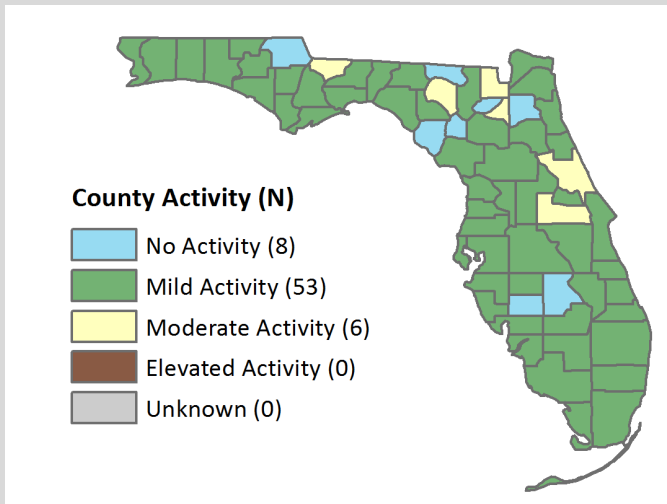 County Activity (N)
No Activity (8)
Mild Activity (53)
Moderate Activity (6)
Elevated Activity (0)
Unknown (0)